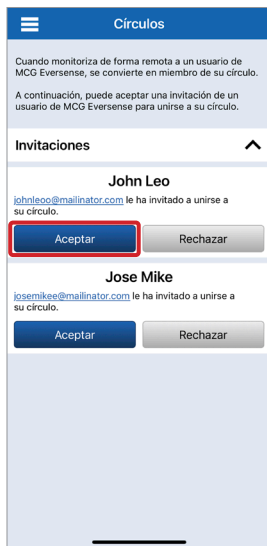 Círculos
Cuando monitoriza de forma remota a un usuario de
MCG Eversense, se convierte en miembro de su círculo.
A continuación, puede aceptar una invitación de un
usuario de MCG Eversense para unirse a su círculo.
Invitaciones
John Leo
johnleoo@mailinator.com le ha invitado a unirse a
su círculo.
Aceptar Rechazar
Jose Mike
josemikee@mailinator.com le ha invitado a unirse a
su círculo.
Aceptar Rechazar